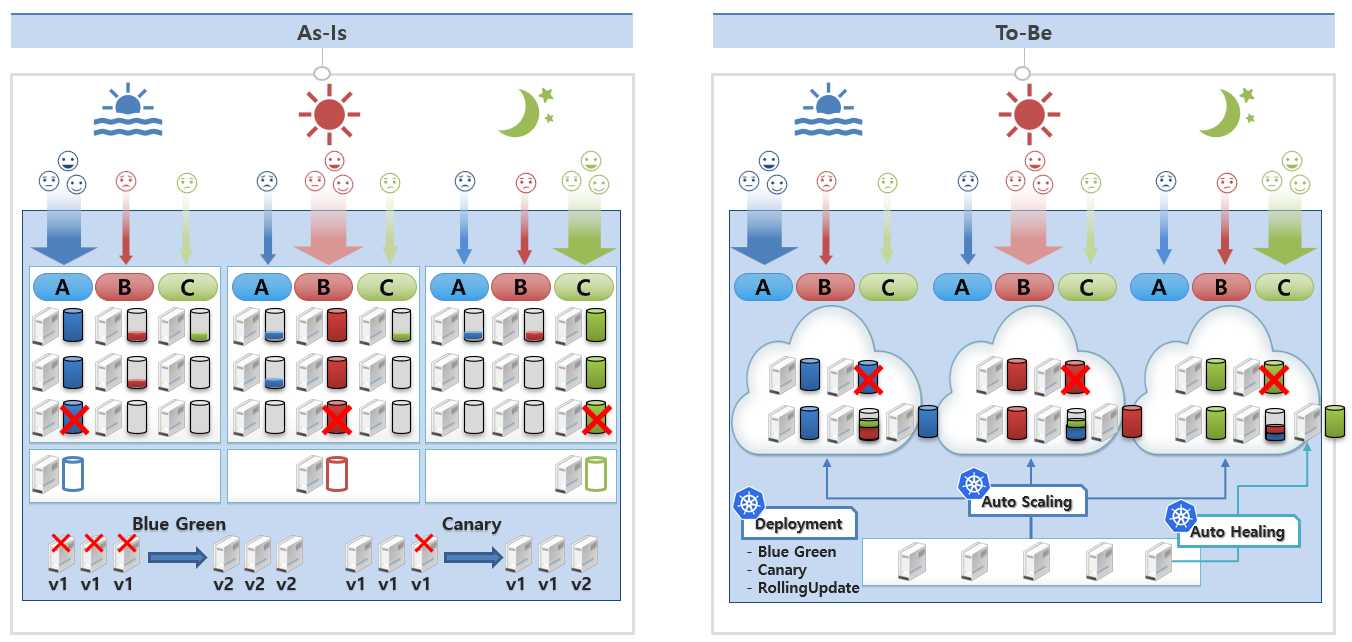 As-Is
A B C A B C A B C
Blue Green
Canary
v1 v1 v1 v2 v2 v2 v1 v1 v1 v1 v1 v2
To-Be
A B C A B C A B C
Auto Scaling
Deployment
Auto Healing
- Blue Green
- Canary
- RollingUpdate